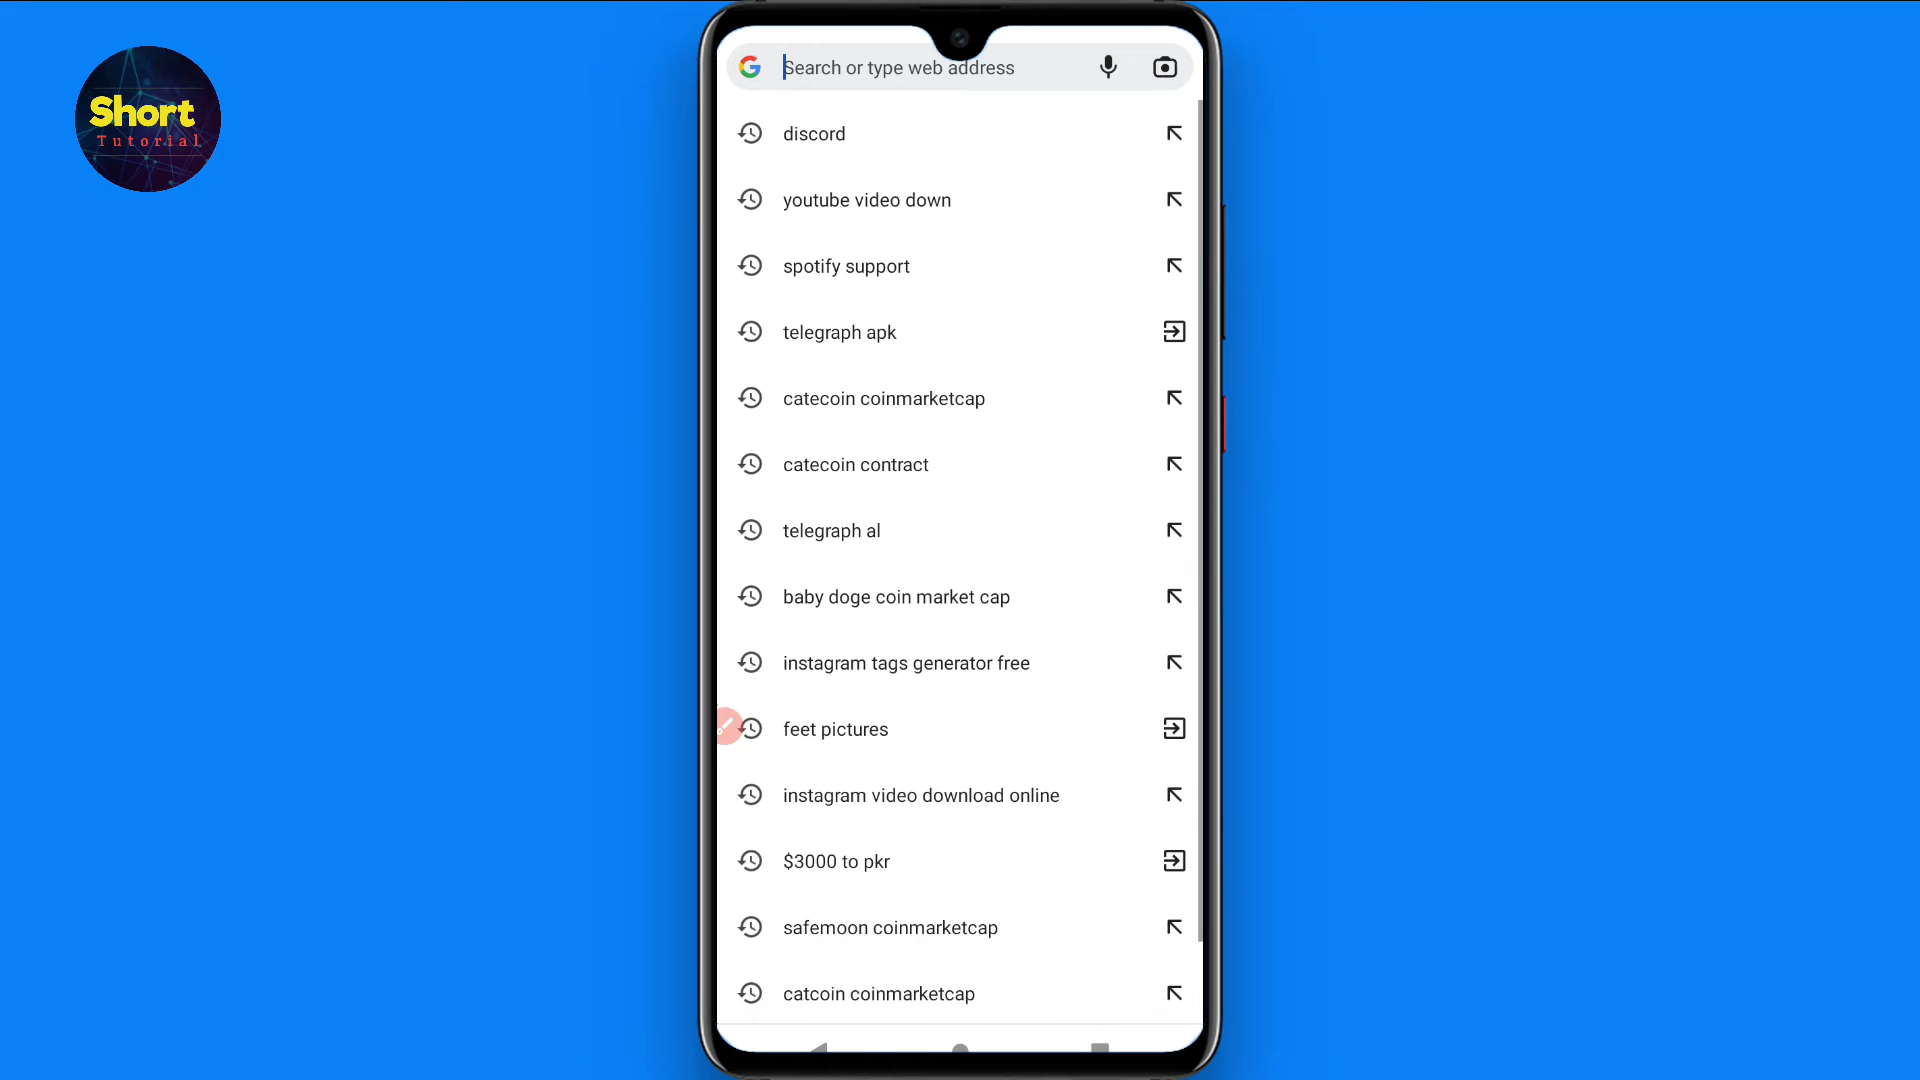 Short
Tutorial
Search or type web address
discord
youtube video down
spotify support
telegraph apk
catecoin coinmarketcap
catecoin contract
telegraph al
baby doge coin market cap
instagram tags generator free
feet pictures
instagram video download online
$3000 to pkr
safemoon coinmarketcap
catcoin coinmarketcap